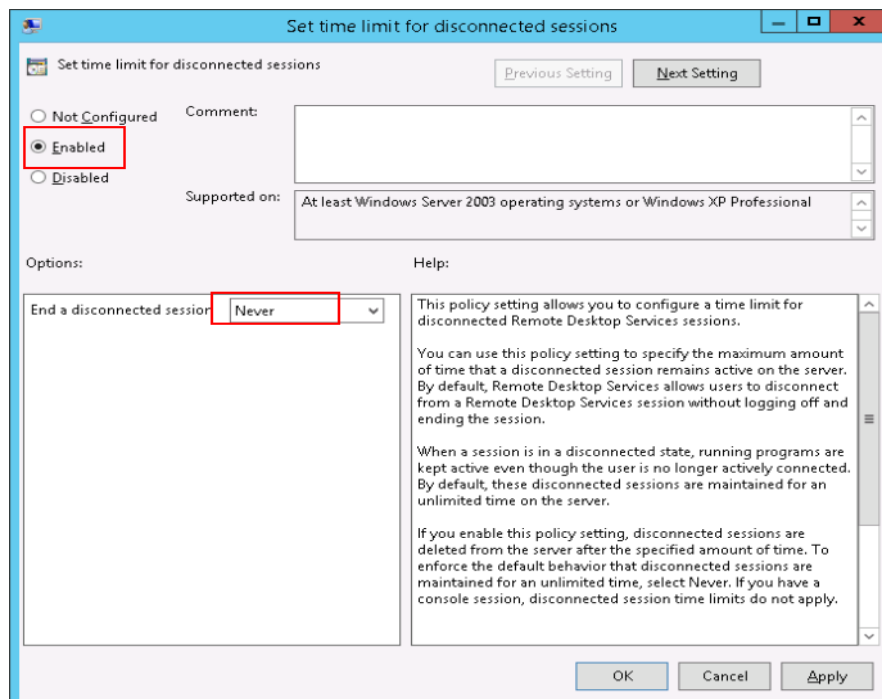 Set time limit for disconnected sessions
Set time limit for disconnected sessions
Previous Setting
Next Setting
Not Configured
Comment:
Enabled
Disabled
Supported on:
At least Windows Server 2003 operating systems or Windows XP Professional
Options:
Help:
End a disconnected session
Never
This policy setting allows you to configure a time limit for
disconnected Remote Desktop Services sessions.
You can use this policy setting to specify the maximum amount
of time that a disconnected session remains active on the server.
By default, Remote Desktop Services allows users to disconnect
from a Remote Desktop Services session without logging off and
ending the session.
When a session is in a disconnected state, running programs are
kept active even though the user is no longer actively connected.
By default, these disconnected sessions are maintained for an
unlimited time on the server.
If you enable this policy setting, disconnected sessions are
deleted from the server after the specified amount of time. To
enforce the default behavior that disconnected sessions are
maintained for an unlimited time, select Never. If you have a
console session, disconnected session time limits do not apply.
OK
Cancel
Apply